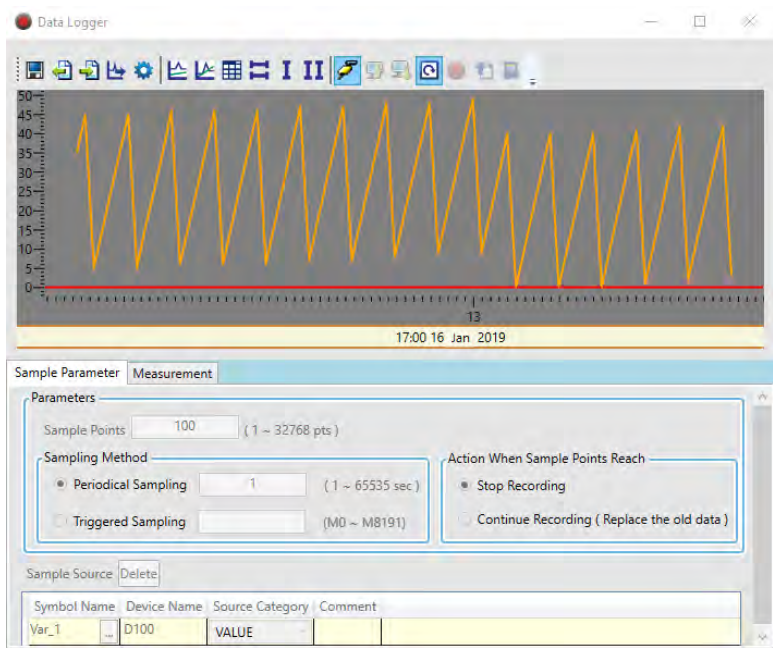 Data Logger
50
45
40
35
30
25
20
15
10
5
0
13
17:00 16 Jan 2019
Sample Parameter Measurement
Parameters
Sample Points 100 ( 1 ~ 32768 pts )
Sampling Method
Periodical Sampling 1 ( 1 ~ 65535 sec )
Triggered Sampling (M0 ~ M8191)
Action When Sample Points Reach
Stop Recording
Continue Recording ( Replace the old data )
Sample Source Delete
Symbol Name Device Name Source Category Comment
Var_1 ... D100 VALUE